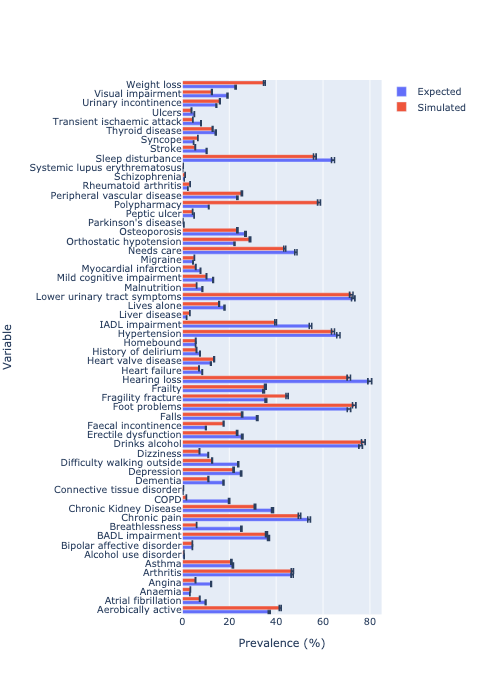 Expected
Simulated
Weight loss
Visual impairment
Urinary incontinence
Ulcers
Transient ischaemic attack
Thyroid disease
Syncope
Stroke
Sleep disturbance
Systemic lupus erythrematosus
Schizophrenia
Rheumatoid arthritis
Peripheral vascular disease
Polypharmacy
Peptic ulcer
Parkinson's disease
Osteoporosis
Orthostatic hypotension
Needs care
Migraine
Myocardial infarction
Mild cognitive impairment
Malnutrition
Lower urinary tract symptoms
Lives alone
Liver disease
IADL impairment
Hypertension
Homebound
History of delirium
Heart valve disease
Heart failure
Hearing loss
Frailty
Fragility fracture
Foot problems
Falls
Faecal incontinence
Erectile dysfunction
Drinks alcohol
Dizziness
Difficulty walking outside
Depression
Dementia
Connective tissue disorder
COPD
Chronic Kidney Disease
Chronic pain
Breathlessness
BADL impairment
Bipolar affective disorder
Alcohol use disorder
Asthma
Arthritis
Angina
Anaemia
Atrial fibrillation
Aerobically active
Variable
0 20 40 60 80
Prevalence (%)